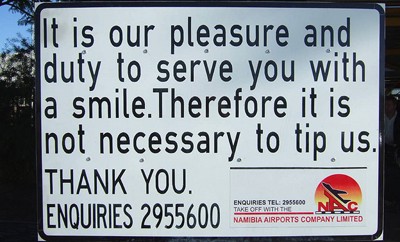 It is our pleasure and
duty to serve you with
a smile.Therefore it is
not necessary to tip us.
THANK YOU.
ENQUIRIES 2955600
ENQUIRIES TEL: 2955600
TAKE OFF WITH THE
NAMIBIA AIRPORTS COMPANY LIMITED
NAC